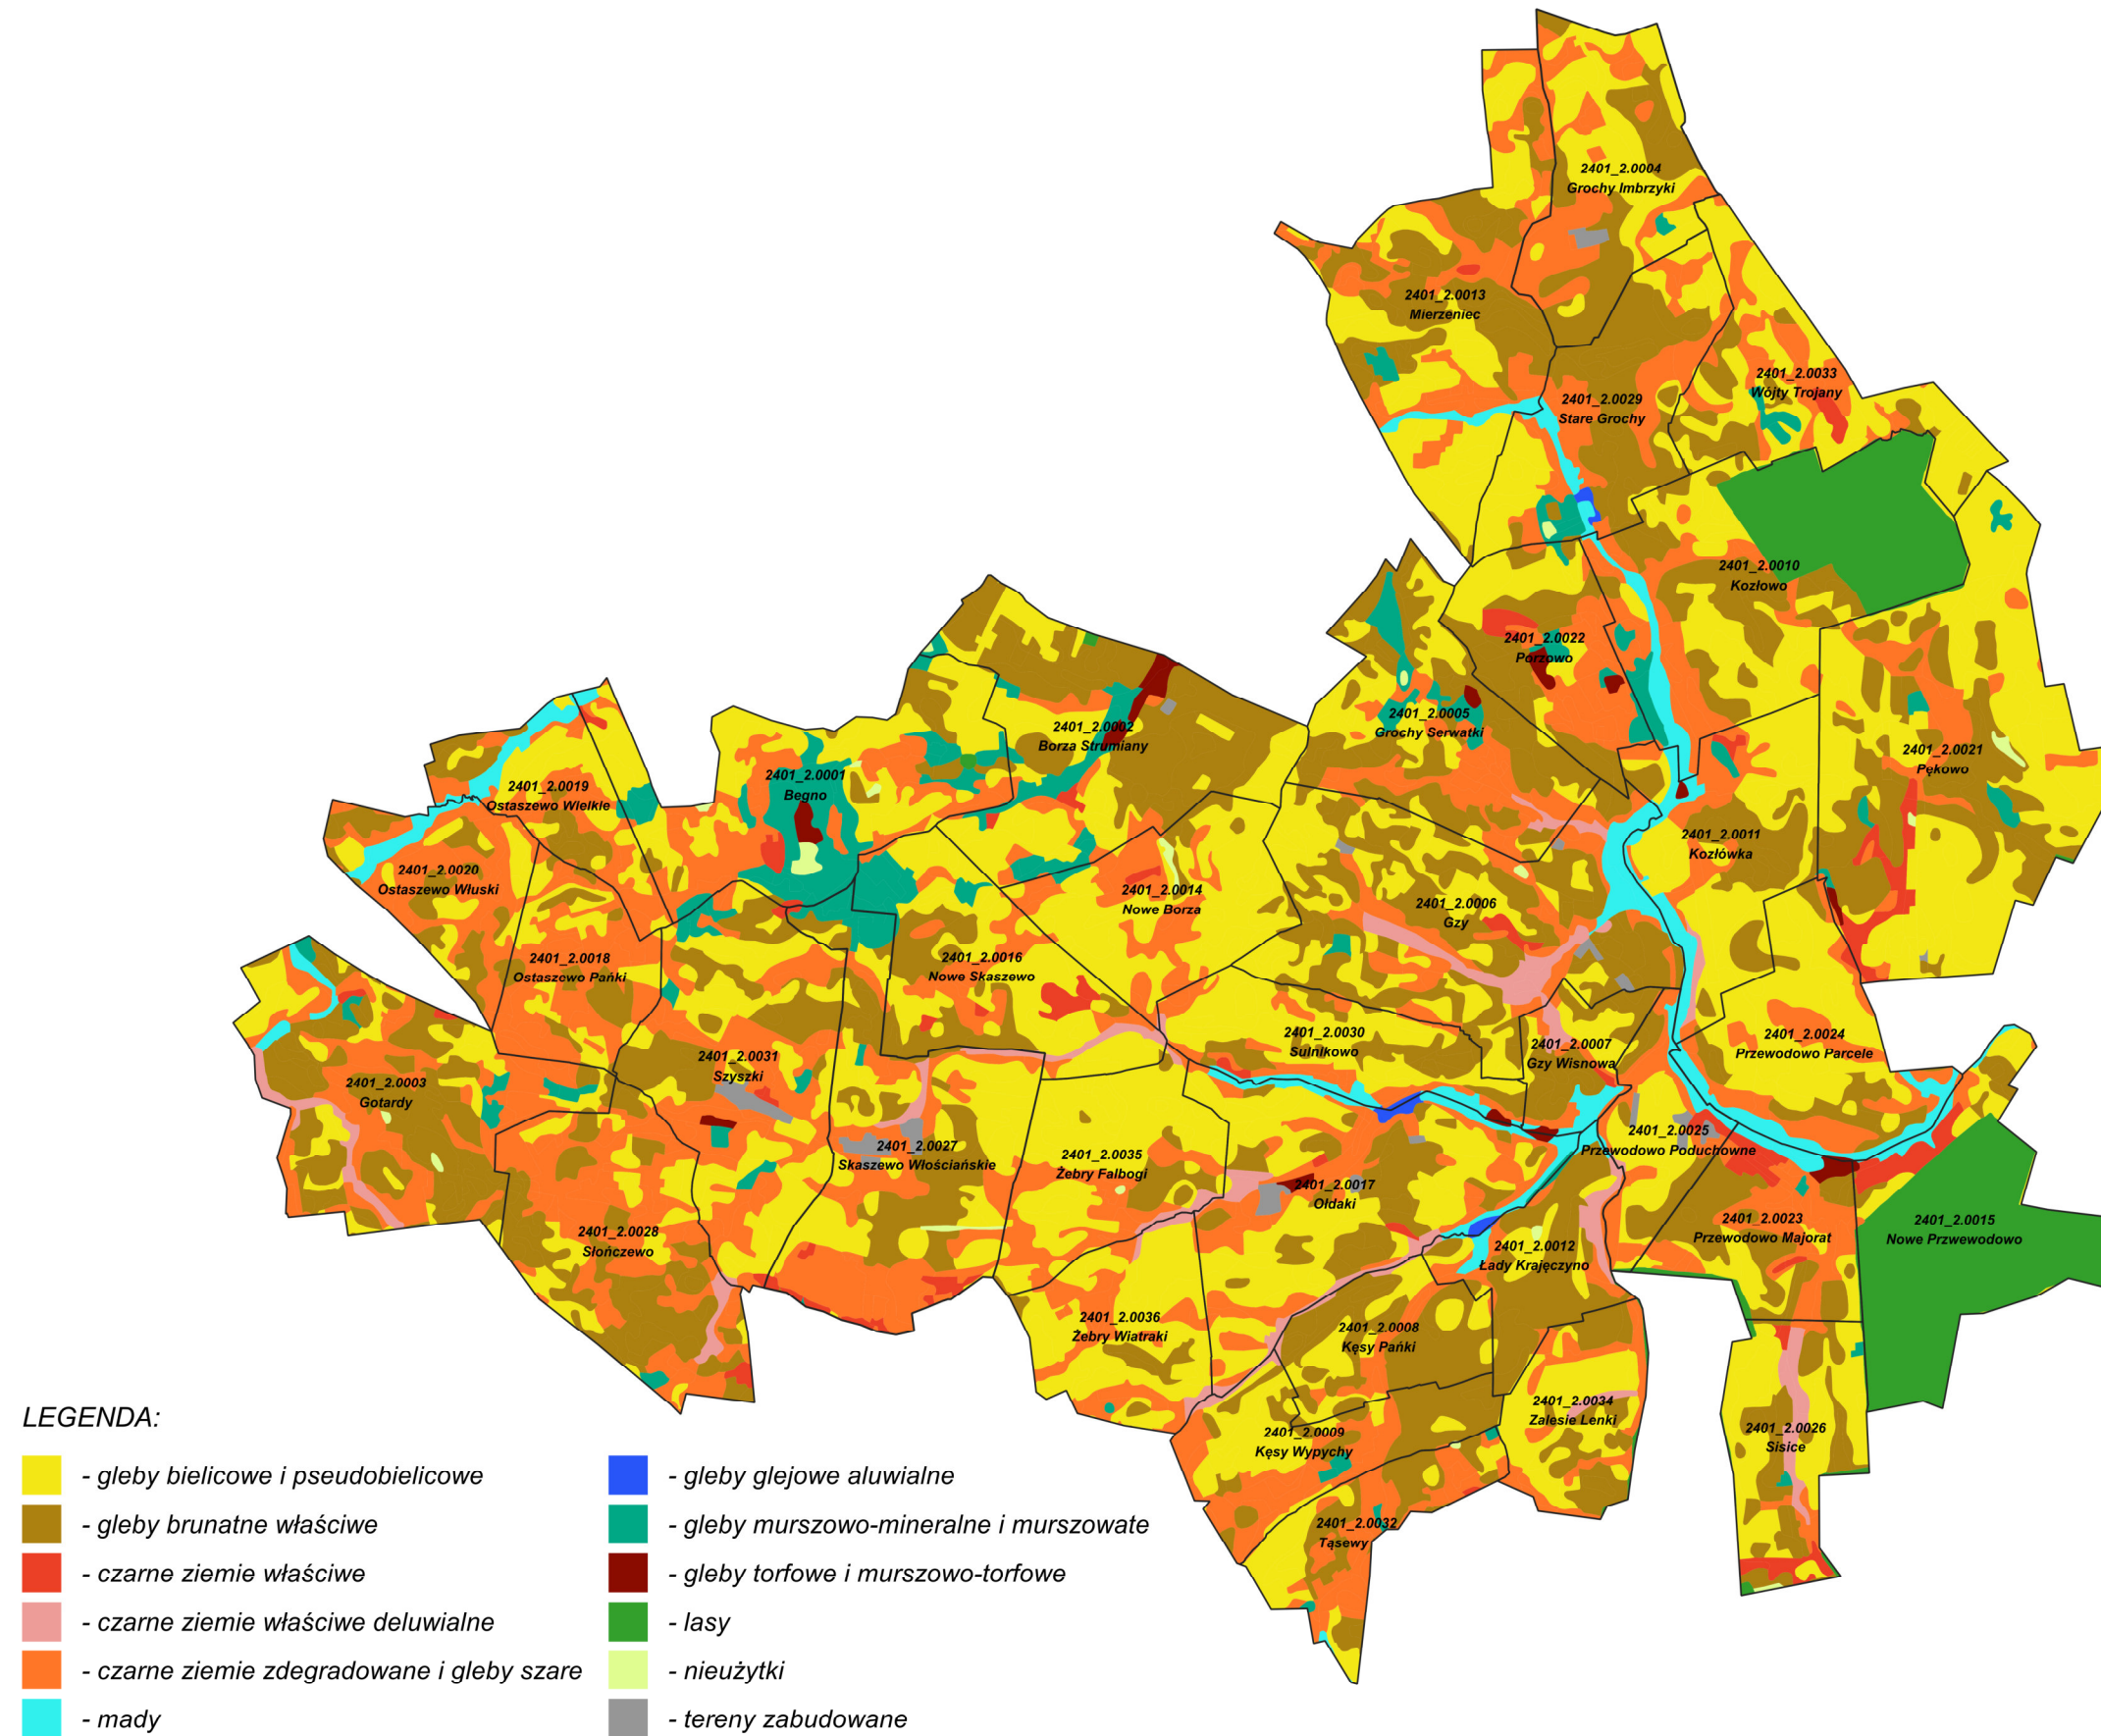 2401_2.0004
Grochy Imbrzyki
2401_2.0013
Mierzeniec
2401_2.0033
Wójty Trojany
2401_2.0029
Stare Grochy
2401_2.0010
Kozłowo
2401_2.0022
Porzowo
2401_2.0005
Grochy Serwatki
2401_2.0002
Borza Strumiany
2401_2.0021
Pękowo
2401_2.0001
Begno
2401_2.0019
Ostaszewo Wielkie
2401_2.0011
Kozłówka
2401_2.0020
Ostaszewo Włuski
2401_2.0014
Nowe Borza
2401_2.0006
Gzy
2401_2.0018
Ostaszowo Pańki
2401_2.0016
Nowe Skaszewo
2401_2.0030
Sulnikowo
2401_2.0007
Gzy Wisnowa
2401_2.0024
Przewodowo Parcele
2401_2.0031
Szyszki
2401_2.0003
Gotardy
2401_2.0025
Przewodowo Poduchowne
2401_2.0027
Skaszewo Włościańskie
2401_2.0035
Żebry Falbogi
2401_2.0017
Ołdaki
2401_2.0023
Przewodowo Majorat
2401_2.0015
Nowe Przwewodowo
2401_2.0028
Słończewo
2401_2.0012
Łady Krajęczyno
2401_2.0036
Żebry Wiatraki
2401_2.0008
Kęsy Pańki
2401_2.0034
Zalesie Lenki
2401_2.0009
Kęsy Wypychy
2401_2.0026
Sisice
2401_2.0032
Tąsewy
LEGENDA:
- gleby bielicowe i pseudobielicowe
- gleby brunatne właściwe
- czarne ziemie właściwe
- czarne ziemie właściwe deluwialne
- czarne ziemie zdegradowane i gleby szare
- mady
- gleby glejowe aluwialne
- gleby murszowo-mineralne i murszowate
- gleby torfowe i murszowo-torfowe
- lasy
- nieużytki
- tereny zabudowane